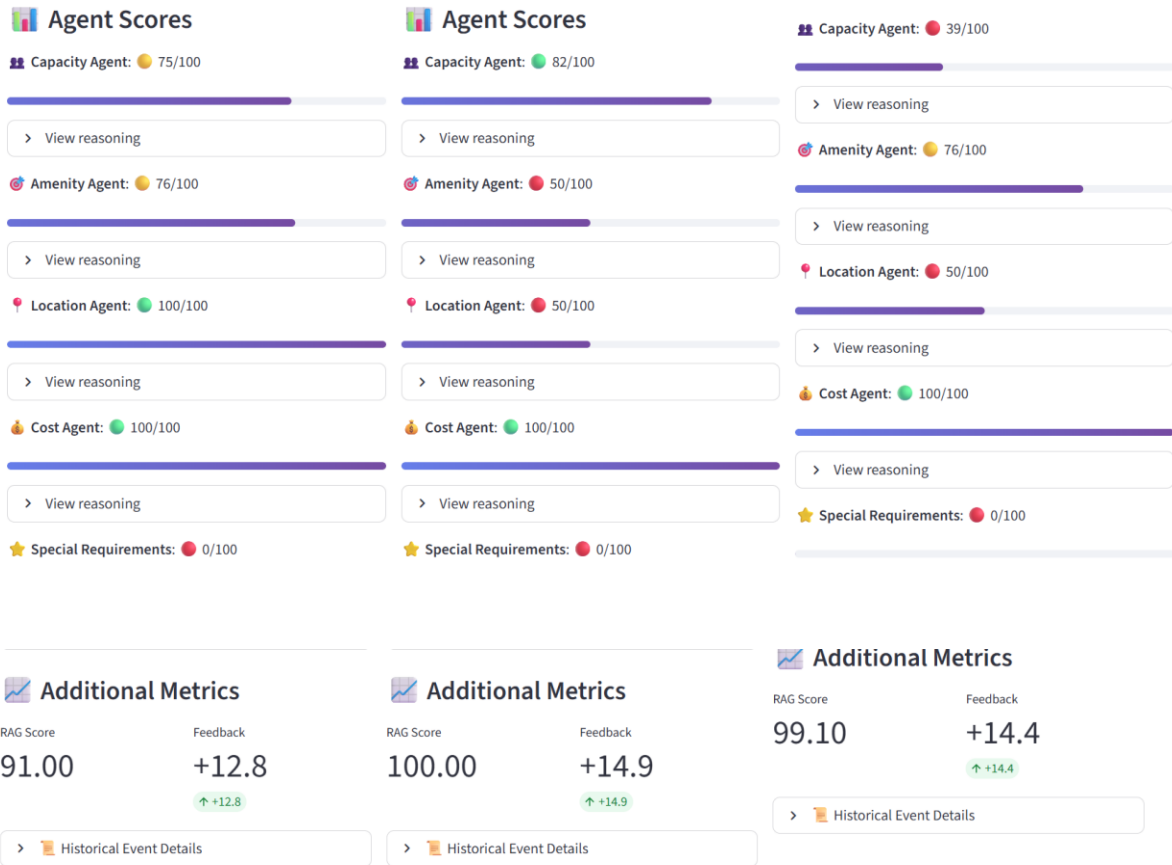 Agent Scores
Capacity Agent: 75/100
View reasoning
Amenity Agent: 76/100
View reasoning
Location Agent: 100/100
View reasoning
Cost Agent: 100/100
View reasoning
Special Requirements: 0/100
Agent Scores
Capacity Agent: 82/100
View reasoning
Amenity Agent: 50/100
View reasoning
Location Agent: 50/100
View reasoning
Cost Agent: 100/100
View reasoning
Special Requirements: 0/100
Capacity Agent: 39/100
View reasoning
Amenity Agent: 76/100
View reasoning
Location Agent: 50/100
View reasoning
Cost Agent: 100/100
View reasoning
Special Requirements: 0/100
Additional Metrics
RAG Score Feedback
91.00 +12.8
↑ +12.8
Historical Event Details
Additional Metrics
RAG Score Feedback
100.00 +14.9
↑ +14.9
Historical Event Details
Additional Metrics
RAG Score Feedback
99.10 +14.4
↑ +14.4
Historical Event Details